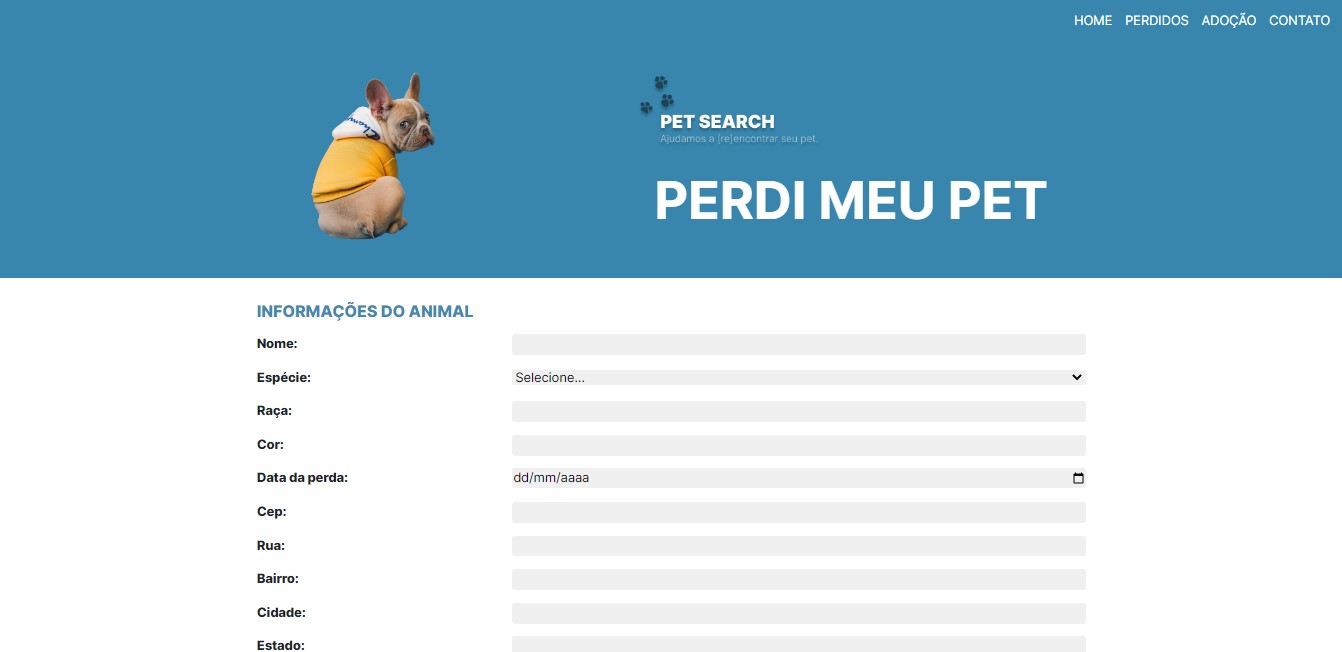 HOME PERDIDOS ADOÇÃO CONTATO
PET SEARCH
Ajudamos a [re]encontrar seu pet.
PERDI MEU PET
INFORMAÇÕES DO ANIMAL
Nome:
Espécie: Selecione...
Raça:
Cor:
Data da perda: dd/mm/aaaa
Cep:
Rua:
Bairro:
Cidade:
Estado: